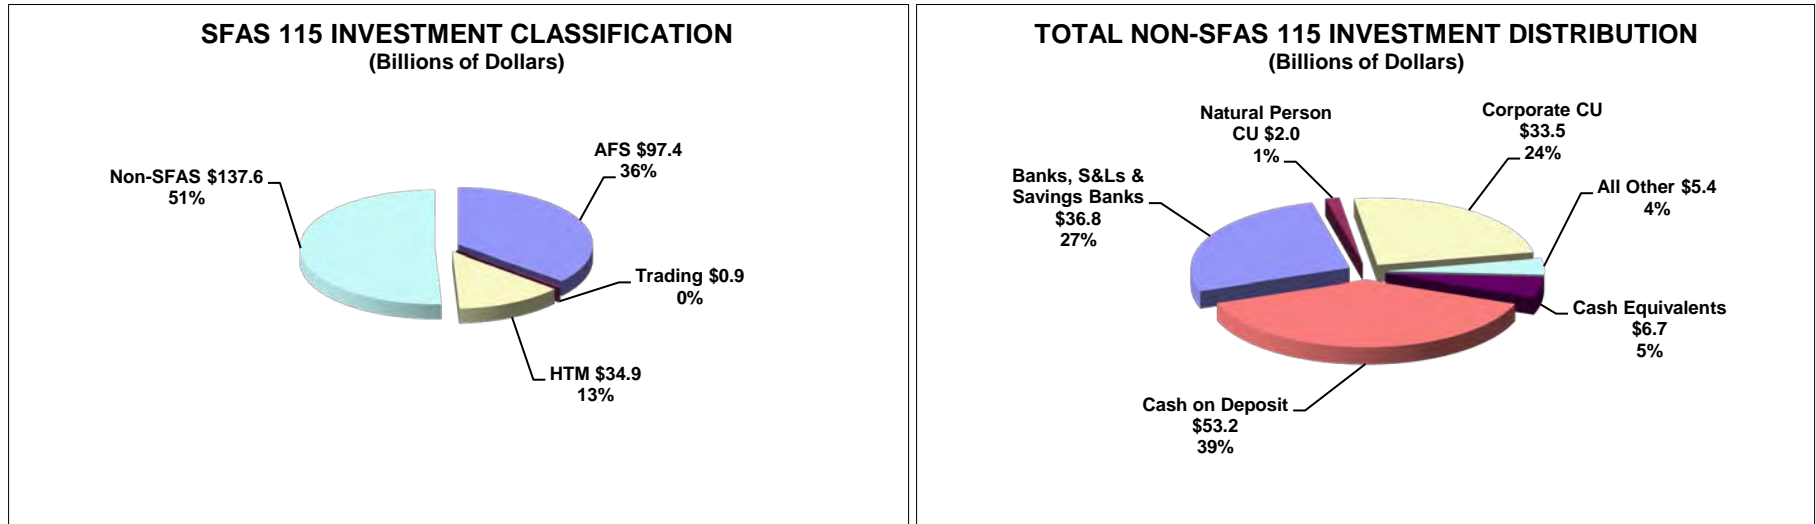 SFAS 115 INVESTMENT CLASSIFICATION
(Billions of Dollars)
Non-SFAS $137.6
51%
AFS $97.4
36%
Trading $0.9
0%
HTM $34.9
13%
TOTAL NON-SFAS 115 INVESTMENT DISTRIBUTION
(Billions of Dollars)
Natural Person
CU $2.0
1%
Corporate CU
$33.5
24%
Banks, S&Ls &
Savings Banks
$36.8
27%
All Other $5.4
4%
Cash Equivalents
$6.7
5%
Cash on Deposit
$53.2
39%